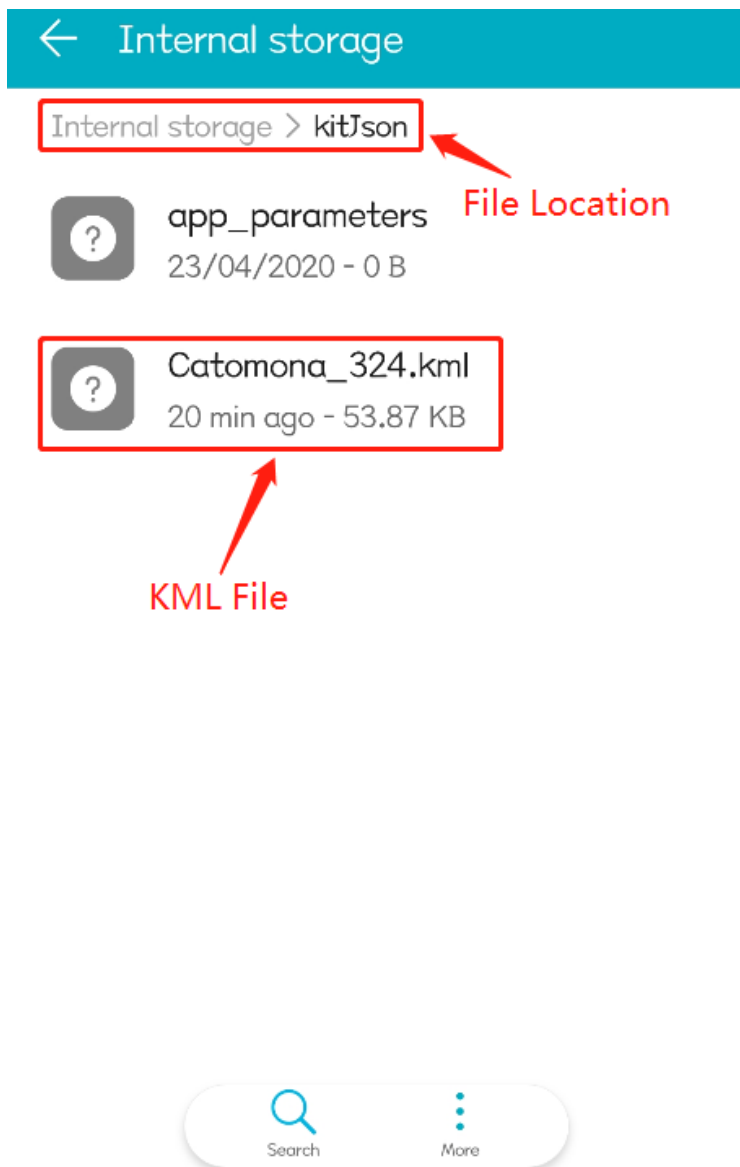 Internal storage
Internal storage > kitJson
File Location
app_parameters
23/04/2020 - 0 B
Catomona_324.kml
20 min ago - 53.87 KB
KML File
Search
More